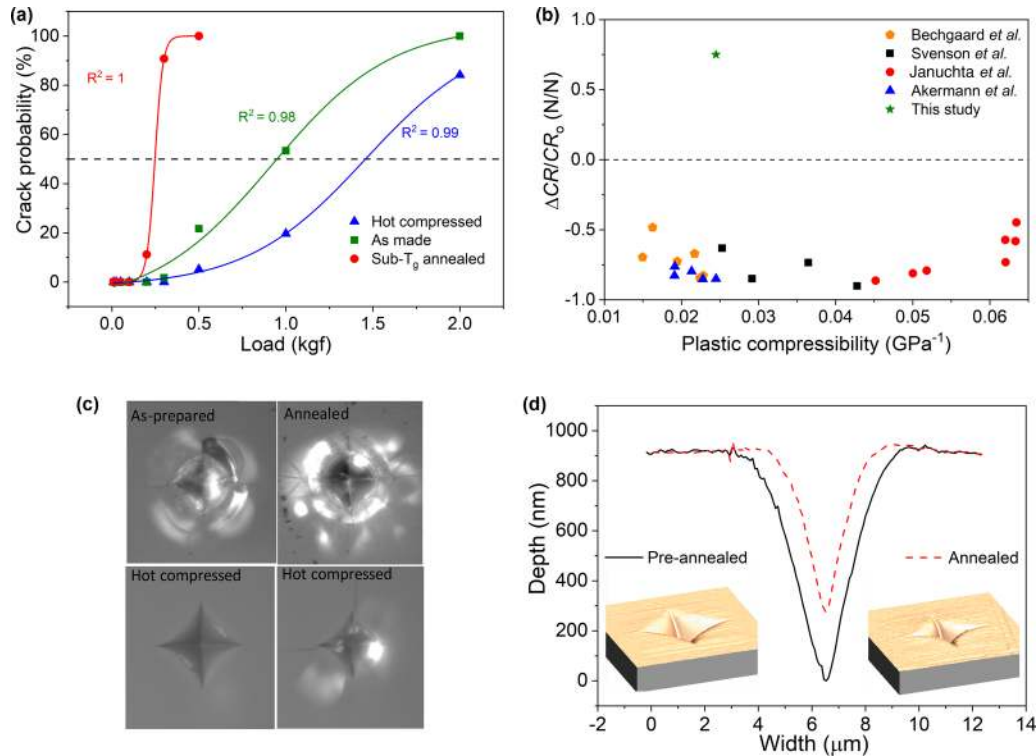 (a)
100
80
60
40
20
0
Crack probability (%)
R² = 1
R² = 0.98
R² = 0.99
Hot compressed
As made
Sub-Tg annealed
0.0
0.5
1.0
1.5
2.0
Load (kgf)
(b)
1.0
0.5
0.0
-0.5
-1.0
ΔCR/CRo (N/N)
Bechgaard et al.
Svenson et al.
Januchta et al.
Akermann et al.
This study
0.01
0.02
0.03
0.04
0.05
0.06
Plastic compressibility (GPa⁻¹)
(c)
As-prepared
Annealed
Hot compressed
Hot compressed
(d)
1000
800
600
400
200
0
Depth (nm)
Pre-annealed
Annealed
-2
0
2
4
6
8
10
12
14
Width (μm)